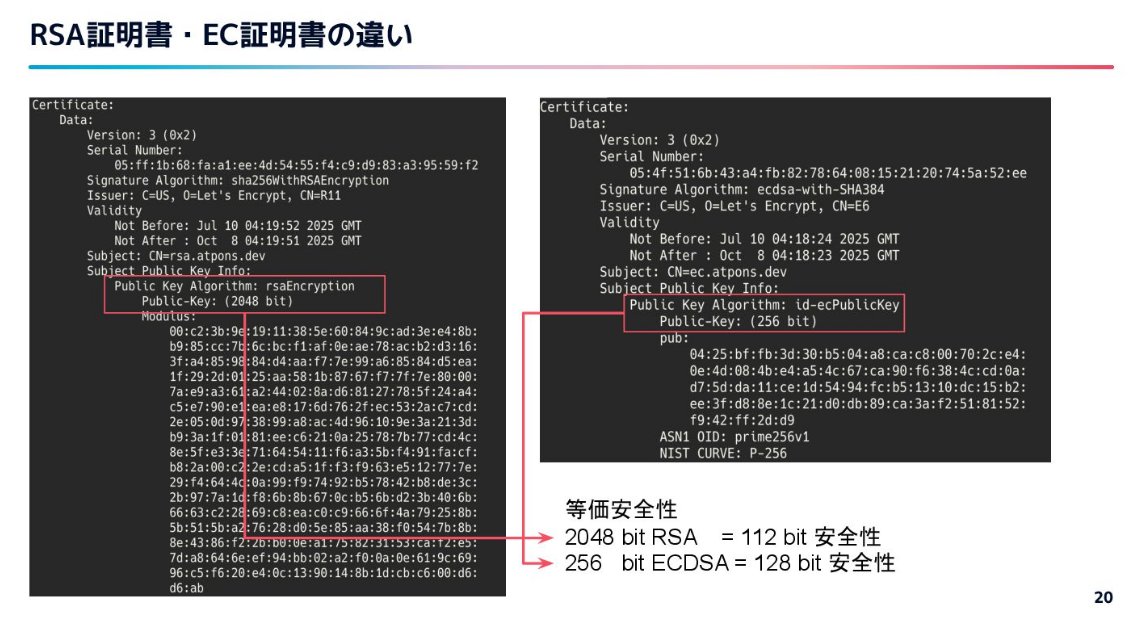 RSA証明書・EC証明書の違い
Certificate:
Data:
Version: 3 (0x2)
Serial Number:
05:ff:1b:68:fa:a1:ee:4d:54:55:f4:c9:d9:83:a3:95:59:f2
Signature Algorithm: sha256WithRSAEncryption
Issuer: C=US, O=Let's Encrypt, CN=R11
Validity
Not Before: Jul 10 04:19:52 2025 GMT
Not After : Oct  8 04:19:51 2025 GMT
Subject: CN=rsa.atpons.dev
Subject Public Key Info:
Public Key Algorithm: rsaEncryption
Public-Key: (2048 bit)
Modulus:
00:c2:3b:9e:19:11:38:5e:60:84:9c:ad:3e:e4:8b:
b9:85:cc:7b:6c:bc:f1:af:0e:ae:78:ac:b2:d3:16:
3f:a4:85:98:84:d4:aa:f7:7e:99:a6:85:84:d5:ea:
1f:29:2d:01:25:aa:58:1b:87:67:f7:7f:7e:80:00:
7a:e9:a3:61:a2:44:02:8a:d6:81:27:78:5f:24:a4:
c5:e7:90:e1:ea:e8:17:6d:76:2f:ec:53:2a:c7:cd:
2e:05:0d:97:38:99:a8:ac:4d:96:10:9e:3a:21:3d:
b9:3a:1f:01:81:ee:c6:21:0a:25:78:7b:77:cd:4c:
8e:5f:e3:3e:71:64:54:11:f6:a3:5b:f4:91:fa:cf:
b8:2a:00:c2:2e:cd:a5:1f:f3:f9:63:e5:12:77:7e:
29:f4:64:4c:0a:99:f9:74:92:b5:78:42:b8:de:3c:
2b:97:7a:1d:f8:6b:8b:67:0c:b5:6b:d2:3b:40:6b:
66:63:c2:28:69:c8:ea:c0:c9:66:6f:4a:79:25:8b:
5b:51:5b:a2:76:28:d0:5e:85:aa:38:f0:54:7b:8b:
8e:43:86:f2:2b:b0:0e:a1:75:82:31:53:ca:f2:e5:
7d:a8:64:6e:ef:94:bb:02:a2:f0:0a:0e:61:9c:69:
96:c5:f6:20:e4:0c:13:90:14:8b:1d:cb:c6:00:d6:
d6:ab
Certificate:
Data:
Version: 3 (0x2)
Serial Number:
05:4f:51:6b:43:a4:fb:82:78:64:08:15:21:20:74:5a:52:ee
Signature Algorithm: ecdsa-with-SHA384
Issuer: C=US, O=Let's Encrypt, CN=E6
Validity
Not Before: Jul 10 04:18:24 2025 GMT
Not After : Oct  8 04:18:23 2025 GMT
Subject: CN=ec.atpons.dev
Subject Public Key Info:
Public Key Algorithm: id-ecPublicKey
Public-Key: (256 bit)
pub:
04:25:bf:fb:3d:30:b5:04:a8:ca:c8:00:70:2c:e4:
0e:4d:08:4b:e4:a5:4c:67:ca:90:f6:38:4c:cd:0a:
d7:5d:da:11:ce:1d:54:94:fc:b5:13:10:dc:15:b2:
ee:3f:d8:8e:1c:21:d0:db:89:ca:3a:f2:51:81:52:
f9:42:ff:2d:d9
ASN1 OID: prime256v1
NIST CURVE: P-256
等価安全性
2048 bit RSA = 112 bit 安全性
256 bit ECDSA = 128 bit 安全性
20